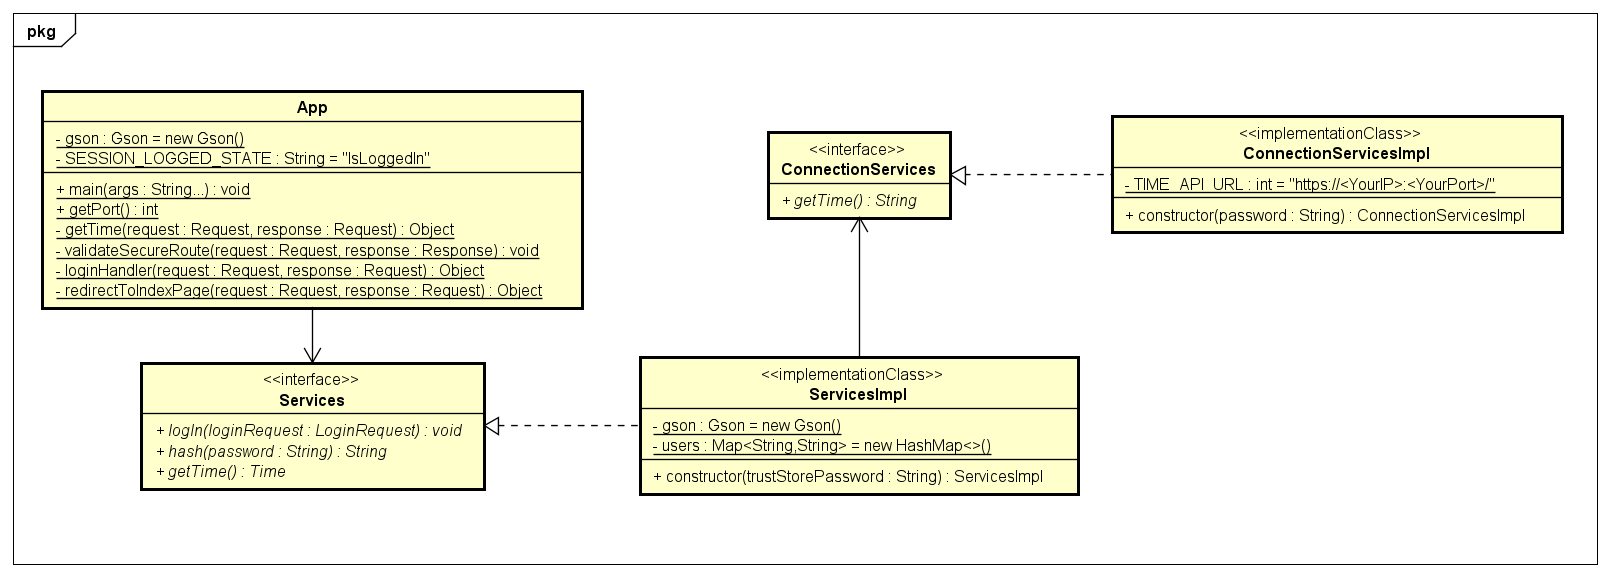 pkg
App
- gson : Gson = new Gson()
- SESSION_LOGGED_STATE : String = "IsLoggedIn"
+ main(args : String...) : void
+ getPort() : int
- getTime(request : Request, response : Request) : Object
- validateSecureRoute(request : Request, response : Response) : void
- loginHandler(request : Request, response : Request) : Object
- redirectToIndexPage(request : Request, response : Request) : Object
<<interface>>
ConnectionServices
+ getTime() : String
<<implementationClass>>
ConnectionServicesImpl
- TIME_API_URL : int = "https://<YourIP>:<YourPort>/"
+ constructor(password : String) : ConnectionServicesImpl
<<interface>>
Services
+ logIn(loginRequest : LoginRequest) : void
+ hash(password : String) : String
+ getTime() : Time
<<implementationClass>>
ServicesImpl
- gson : Gson = new Gson()
- users : Map<String,String> = new HashMap<>()
+ constructor(trustStorePassword : String) : ServicesImpl